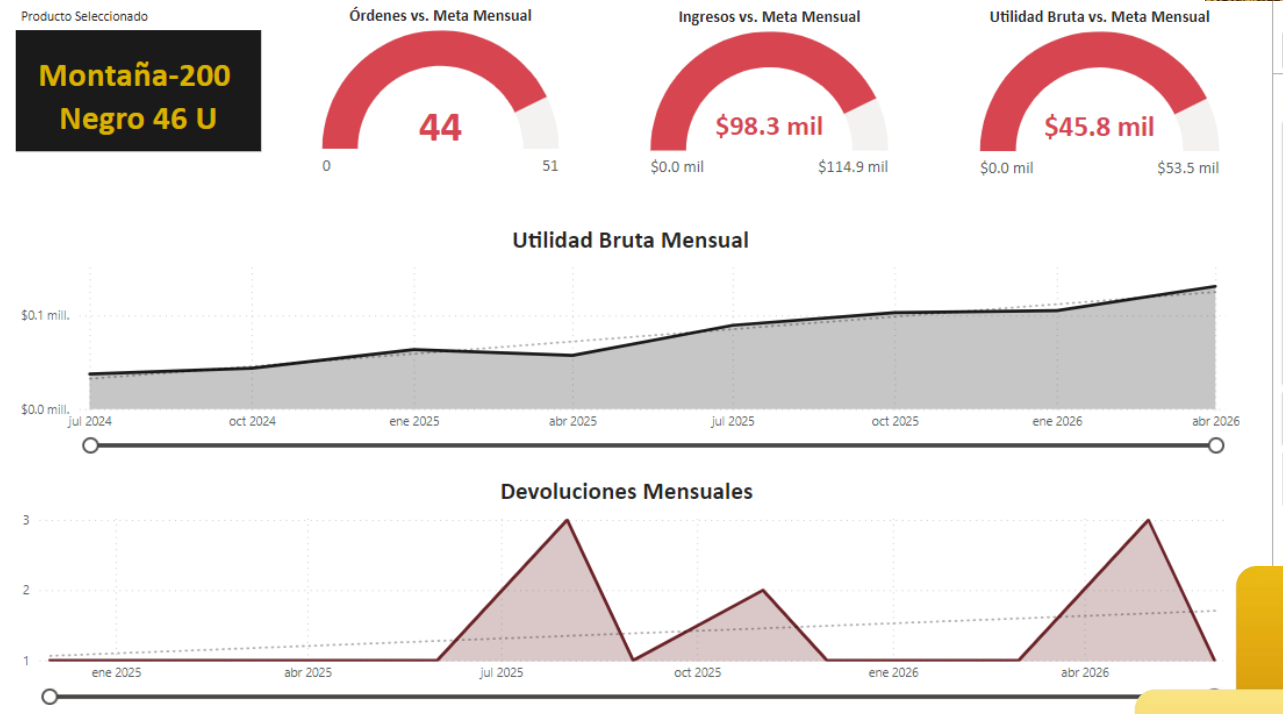 Producto Seleccionado
Montaña-200
Negro 46 U
Órdenes vs. Meta Mensual
44
0
51
Ingresos vs. Meta Mensual
$98.3 mil
$0.0 mil
$114.9 mil
Utilidad Bruta vs. Meta Mensual
$45.8 mil
$0.0 mil
$53.5 mil
Utilidad Bruta Mensual
$0.1 mill.
$0.0 mill.
jul 2024
oct 2024
ene 2025
abr 2025
jul 2025
oct 2025
ene 2026
abr 2026
Devoluciones Mensuales
3
2
1
ene 2025
abr 2025
jul 2025
oct 2025
ene 2026
abr 2026